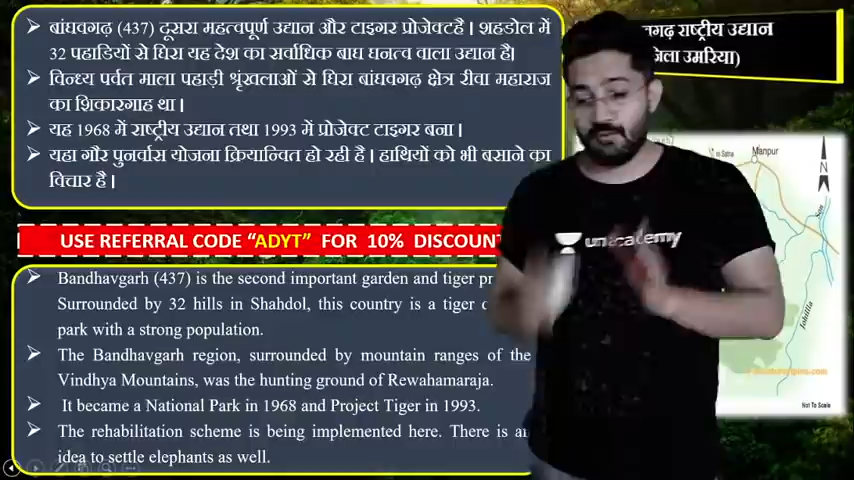 बांघवगढ़ (437) दूसरा महत्वपूर्ण उद्यान और टाइगर प्रोजेक्टहै। शहडोल में
32 पहाडियों से घिरा यह देश का सर्वाधिक बाघ घनत्व वाला उद्यान है।
विन्ध्य पर्वत माला पहाड़ी श्रृंखलाओं से घिरा बांघवगढ़ क्षेत्र रीवा महाराज
का शिकारगाह था।
यह 1968 में राष्ट्रीय उद्यान तथा 1993 में प्रोजेक्ट टाइगर बना।
यहा गौर पुनर्वास योजना क्रियान्वित हो रही है। हाथियों को भी बसाने का
विचार है।
राष्ट्रीय उद्यान
उमरिया)
USE REFERRAL CODE “ADYT” FOR 10% DISCOUNT
Bandhavgarh (437) is the second important garden and tiger
Surrounded by 32 hills in Shahdol, this country is a tiger
park with a strong population.
The Bandhavgarh region, surrounded by mountain ranges of the
Vindhya Mountains, was the hunting ground of Rewahamaraja.
It became a National Park in 1968 and Project Tiger in 1993.
The rehabilitation scheme is being implemented here. There is an
idea to settle elephants as well.
unacademy
to Satna
Manpur
N
Son
Johilla
Not To Scale